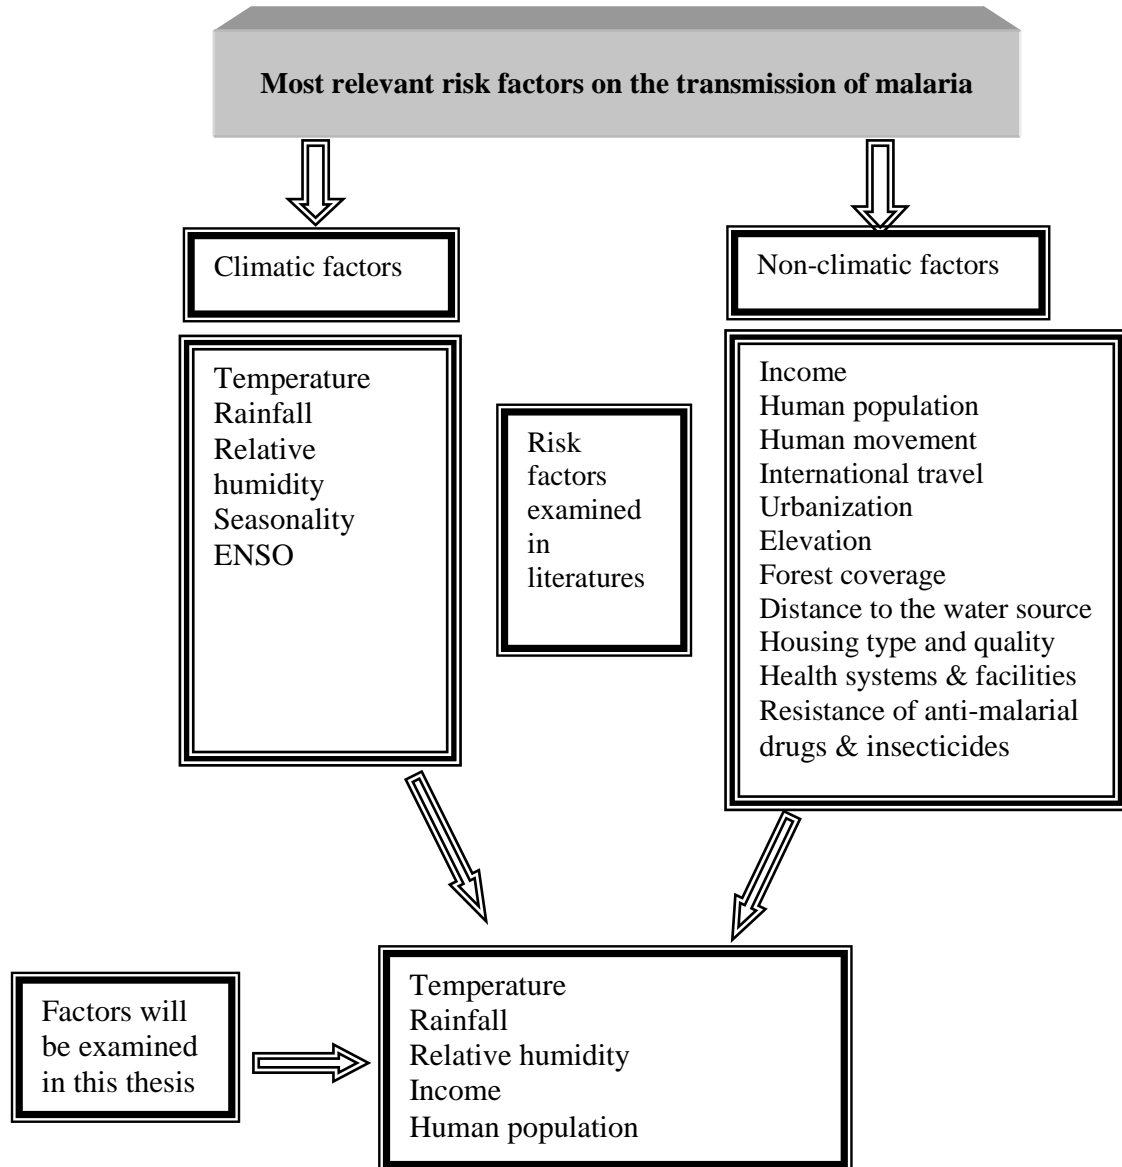 Most relevant risk factors on the transmission of malaria
Climatic factors
Non-climatic factors
Temperature
Rainfall
Relative
humidity
Seasonality
ENSO
Risk
factors
examined
in
literatures
Income
Human population
Human movement
International travel
Urbanization
Elevation
Forest coverage
Distance to the water source
Housing type and quality
Health systems & facilities
Resistance of anti-malarial
drugs & insecticides
Factors will
be examined
in this thesis
Temperature
Rainfall
Relative humidity
Income
Human population